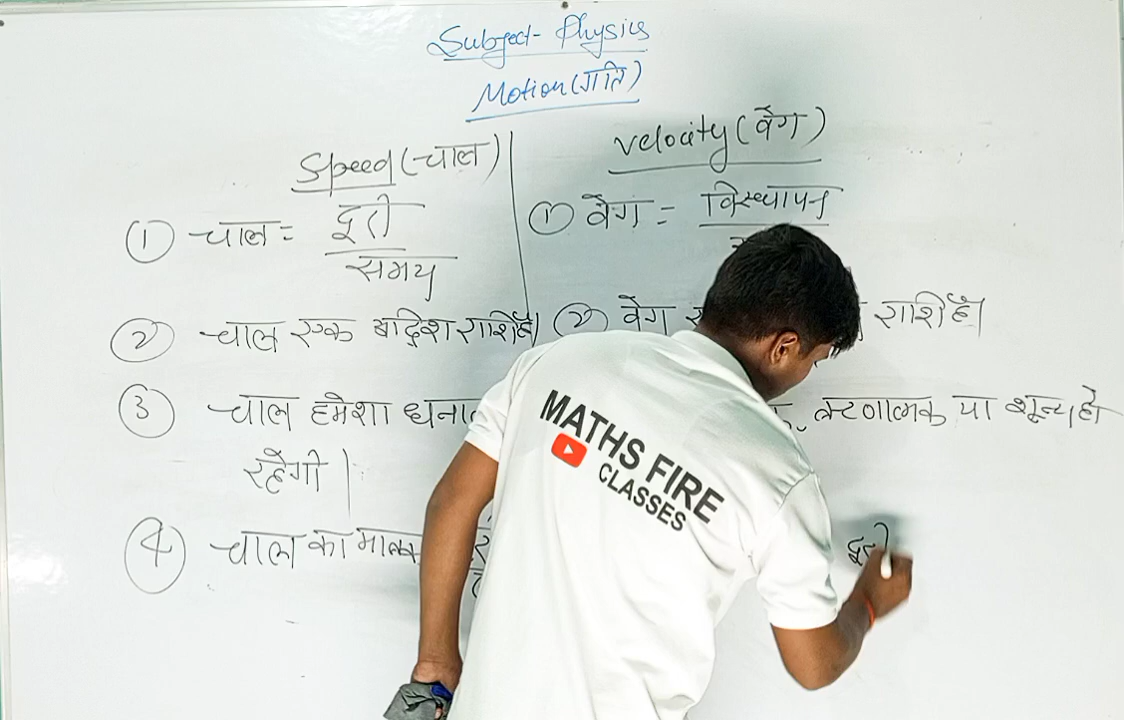 Subject- Physics
Motion(गति)
Speed(चाल)
① चाल= दूरी
समय
② चाल एक अदिश राशि है।
③ चाल हमेशा धना
रहेगी।
④ चाल का मात्रक
Velocity(वेग)
① वेग = विस्थापन
② वेग राशि है।
ऋणात्मक या शून्य हो
MATHS FIRE
CLASSES